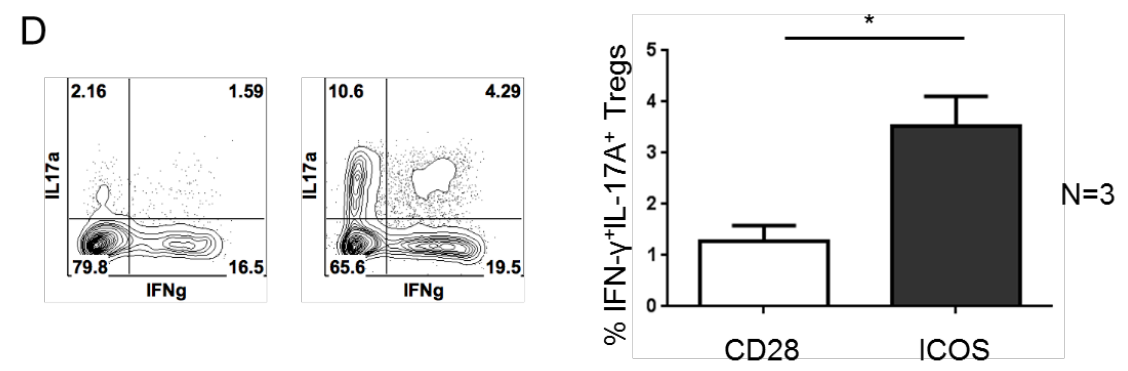 D
2.16 1.59
IL17a
79.8 16.5
IFNg
10.6 4.29
IL17a
65.6 19.5
IFNg
*
% IFN-γ⁺IL-17A⁺ Tregs
5
4
3
2
1
0
CD28 ICOS
N=3